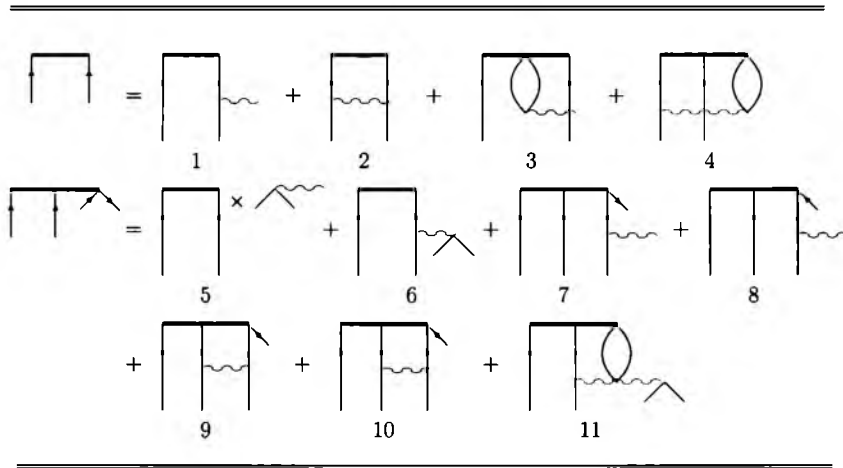 = + + +
1 2 3 4
= × + + +
5 6 7 8
+ + +
9 10 11